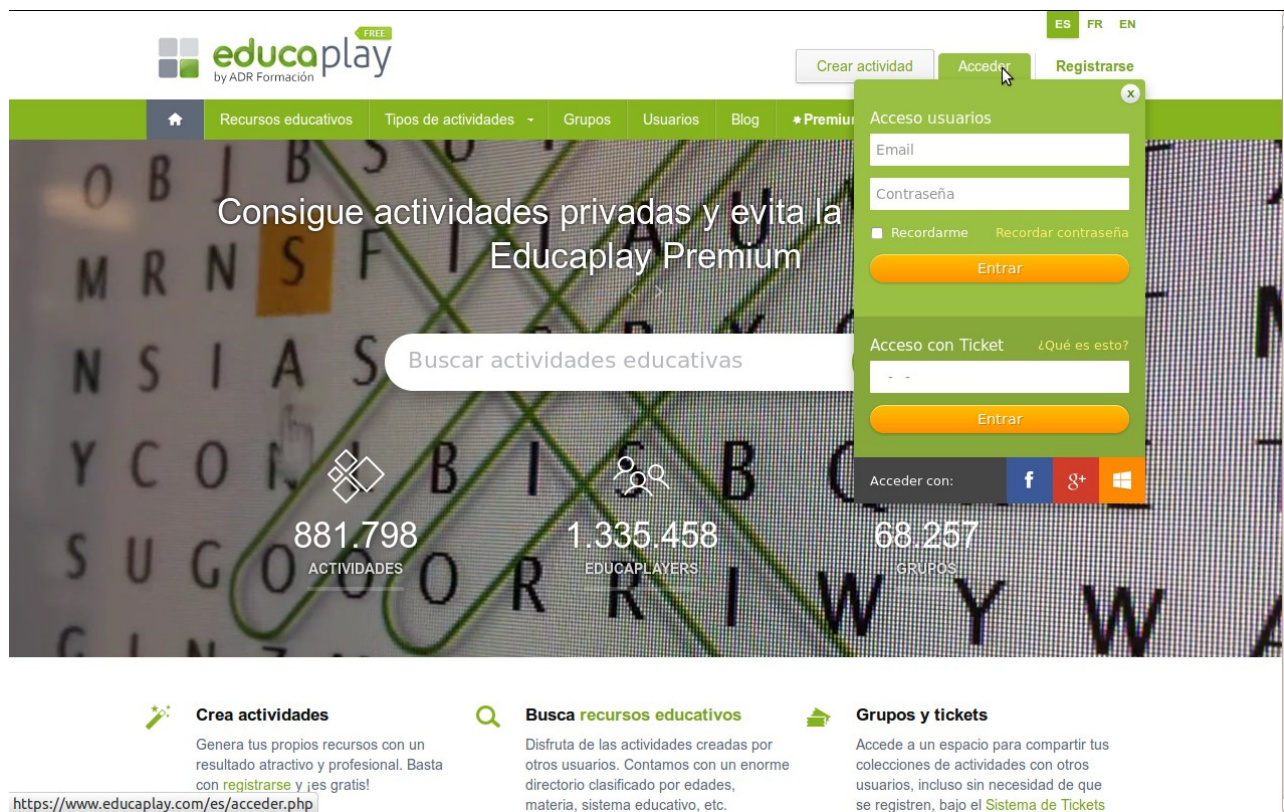 ES FR EN
FREE
educaplay
by ADR Formación
Crear actividad Acceder Registrarse
x
Recursos educativos Tipos de actividades Grupos Usuarios Blog Premium
Acceso usuarios
Email
Contraseña
Recordarme Recordar contraseña
Entrar
Acceso con Ticket ¿Qué es esto?
- -
Entrar
Acceder con: f g+
Consigue actividades privadas y evita la
Educaplay Premium
Buscar actividades educativas
881.798 1.335.458 68.257
ACTIVIDADES EDUCAPLAYERS GRUPOS
Crea actividades
Genera tus propios recursos con un
resultado atractivo y profesional. Basta
con registrarse y ¡es gratis!
Busca recursos educativos
Disfruta de las actividades creadas por
otros usuarios. Contamos con un enorme
directorio clasificado por edades,
materia, sistema educativo, etc.
Grupos y tickets
Accede a un espacio para compartir tus
colecciones de actividades con otros
usuarios, incluso sin necesidad de que
se registren, bajo el Sistema de Tickets
https://www.educaplay.com/es/acceder.php